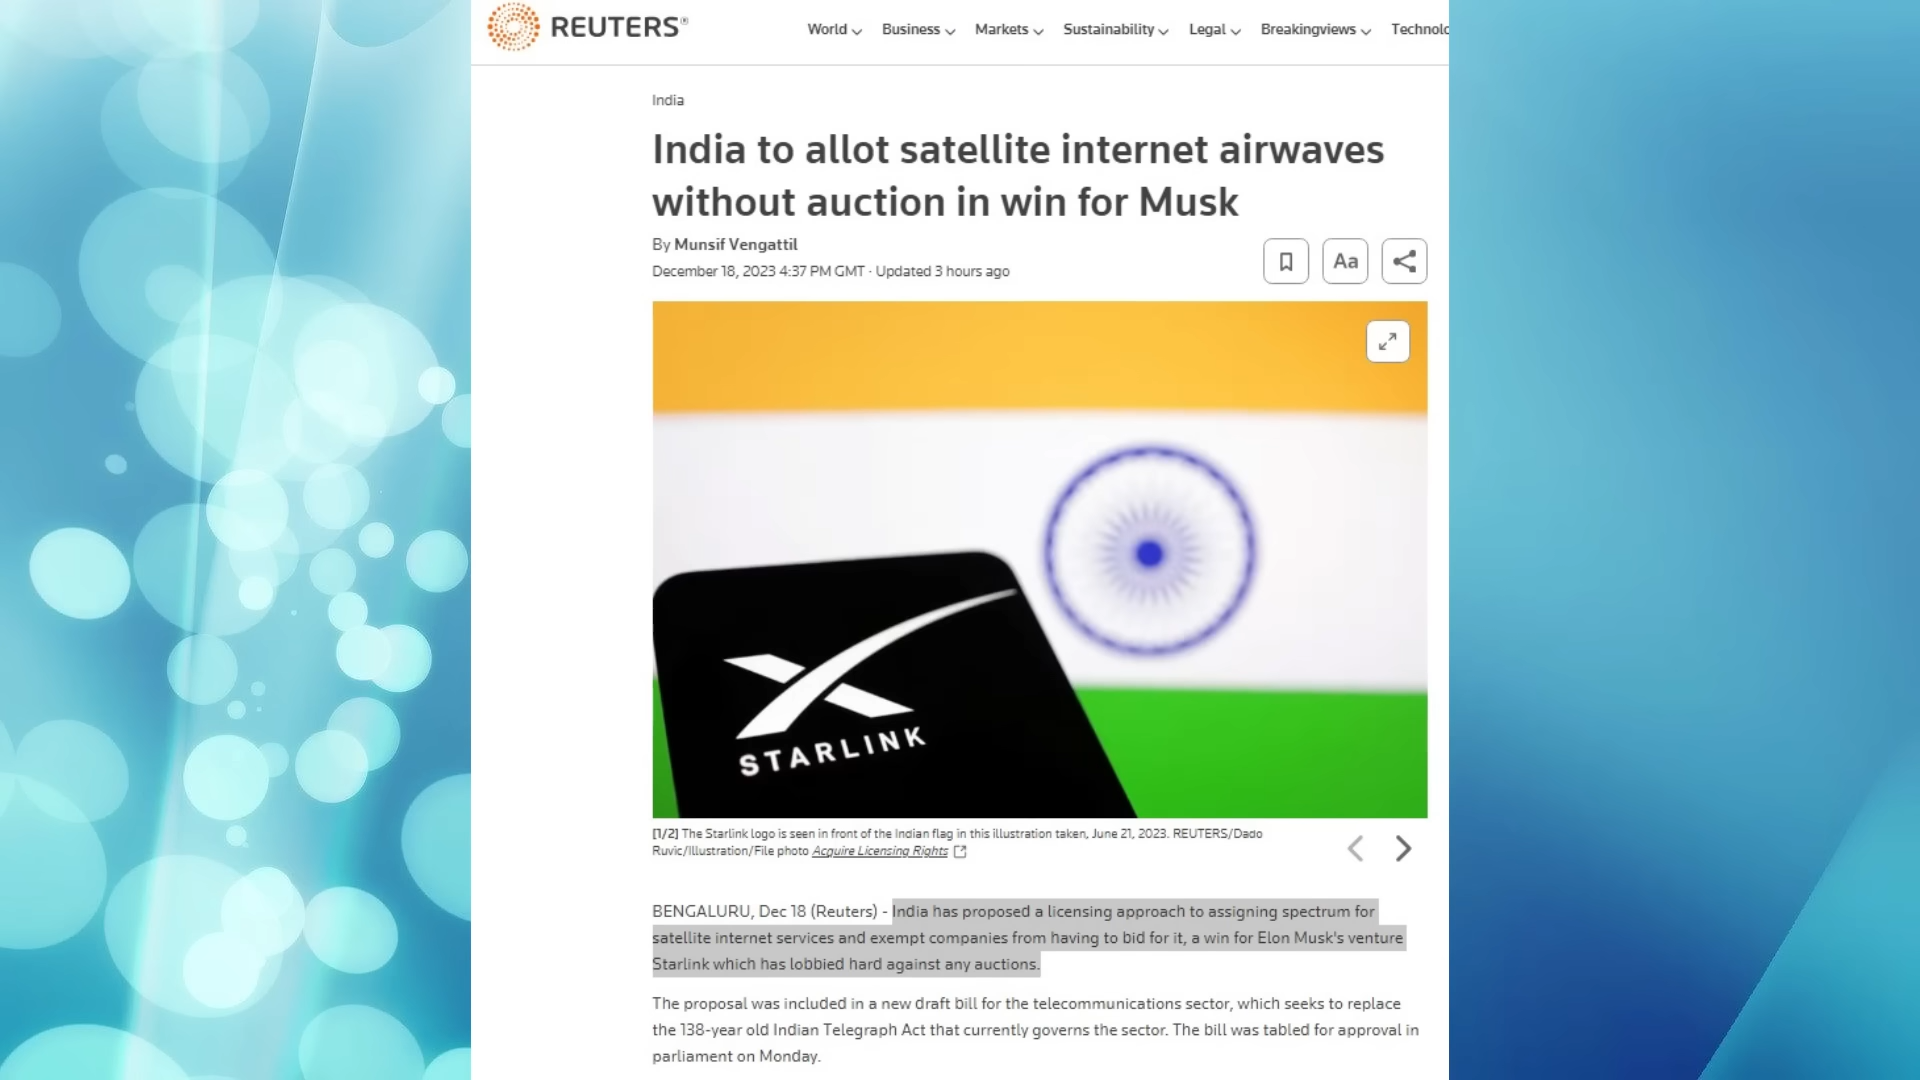 REUTERS®
World Business Markets Sustainability Legal Breakingviews Technolo
India
India to allot satellite internet airwaves
without auction in win for Musk
By Munsif Vengattil
December 18, 2023 4:37 PM GMT · Updated 3 hours ago
Aa
STARLINK
[1/2] The Starlink logo is seen in front of the Indian flag in this illustration taken, June 21, 2023. REUTERS/Dado
Ruvic/Illustration/File photo Acquire Licensing Rights
BENGALURU, Dec 18 (Reuters) - India has proposed a licensing approach to assigning spectrum for
satellite internet services and exempt companies from having to bid for it, a win for Elon Musk's venture
Starlink which has lobbied hard against any auctions.
The proposal was included in a new draft bill for the telecommunications sector, which seeks to replace
the 138-year old Indian Telegraph Act that currently governs the sector. The bill was tabled for approval in
parliament on Monday.